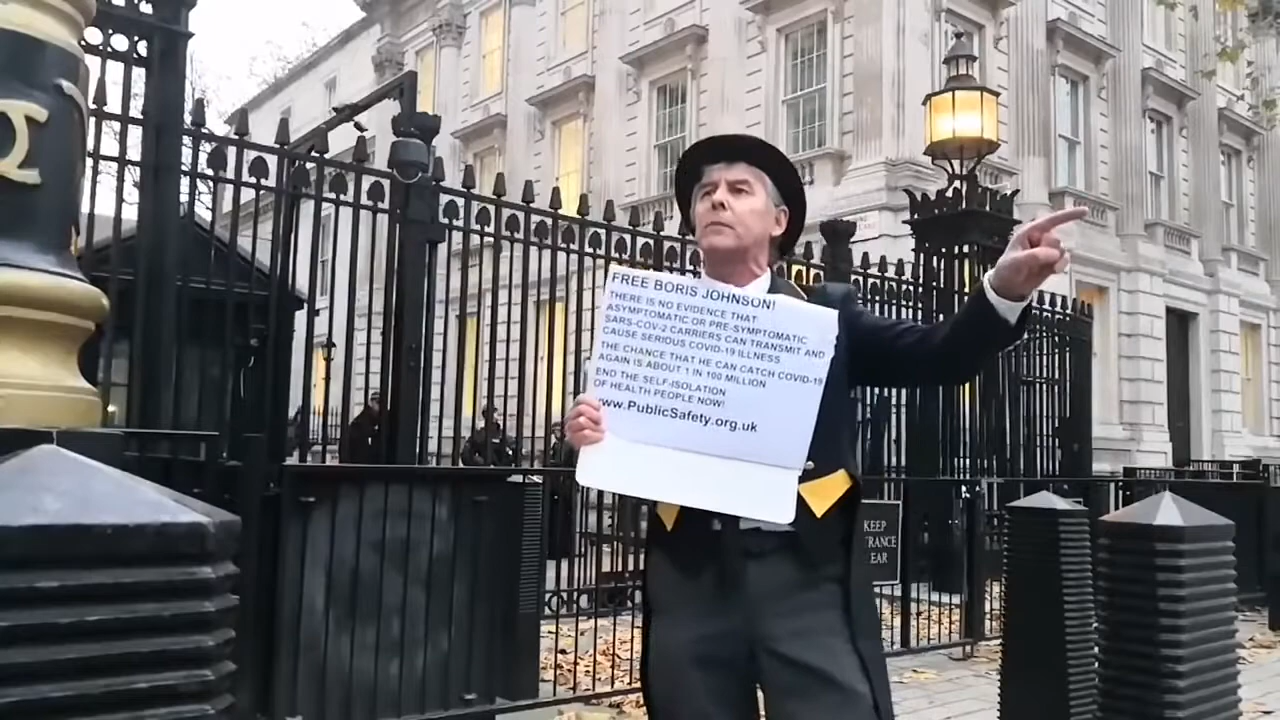 FREE BORIS JOHNSON!
THERE IS NO EVIDENCE THAT
ASYMPTOMATIC OR PRE-SYMPTOMATIC
SARS-COV-2 CARRIERS CAN TRANSMIT AND
CAUSE SERIOUS COVID-19 ILLNESS
THE CHANCE THAT HE CAN CATCH COVID-19
AGAIN IS ABOUT 1 IN 100 MILLION
END THE SELF-ISOLATION
OF HEALTH PEOPLE NOW!
www.PublicSafety.org.uk
KEEP
TRANCE
EAR